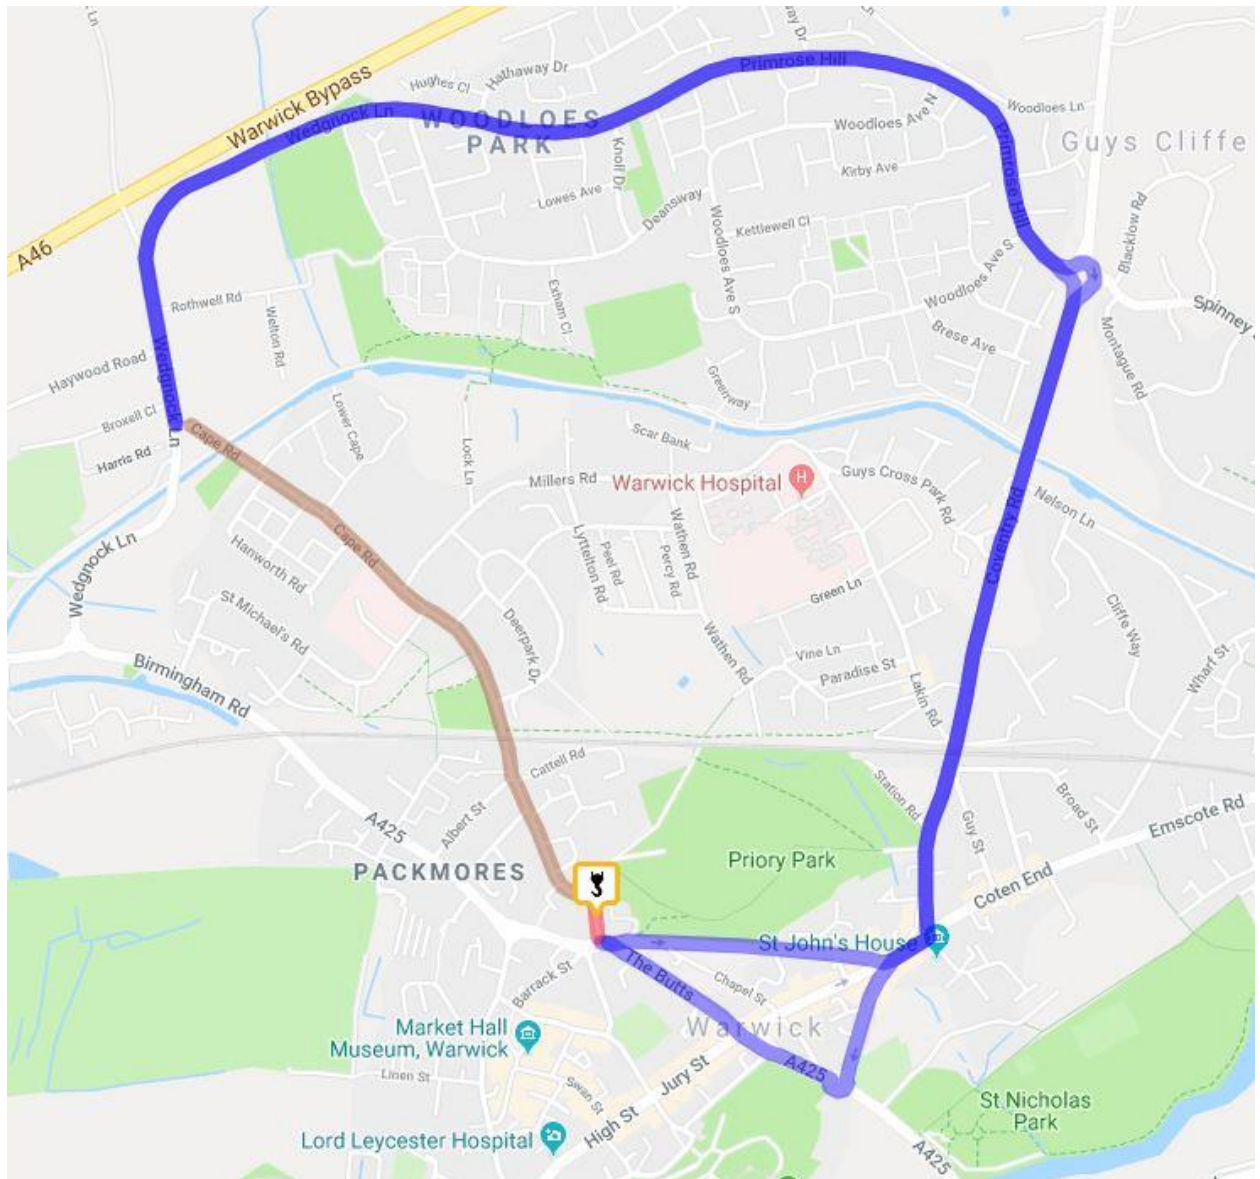 Ln
way Dr
Ln
Warwick Bypass
Hughes Cl
Hathaway Dr
Primrose Hill
Wedgnock Ln
WOODLOES
PARK
Woodloes Ave N
Woodloes Ln
Guys Cliffe
Knoll Dr
Kirby Ave
Primrose Hill
Lowes Ave
Deansway
Kettlewell Cl
Woodloes Ave S
Blacklow Rd
A46
Rothwell Rd
Exham Cl
Woodloes Ave S
Spinney
Welton Rd
Brese Ave
Montague Rd
Haywood Road
Wedgnock Ln
Greenway
Broxell Cl
Lower Cape
Harris Rd
Cape Rd
Lock Ln
Scar Bank
Millers Rd
Warwick Hospital
H
Guys Cross Park Rd
Nelson Ln
Coventry Rd
Wedgnock Ln
Cape Rd
Hanworth Rd
Lyttelton Rd
Peel Rd
Percy Rd
Wathen Rd
Green Ln
St Michael's Rd
Deerpark Dr
Cliffe Way
Wathen Rd
Vine Ln
Paradise St
Wharf St
Birmingham Rd
Lakin Rd
Cattell Rd
Station Rd
Broad St
Albert St
Guy St
Emscote Rd
A425
PACKMORES
Priory Park
Coten End
St John's House
The Butts
Barrack St
Chapel St
Warwick
Market Hall
Museum, Warwick
A425
Linen St
Swan St
Jury St
High St
St Nicholas
Park
Lord Leycester Hospital
A425